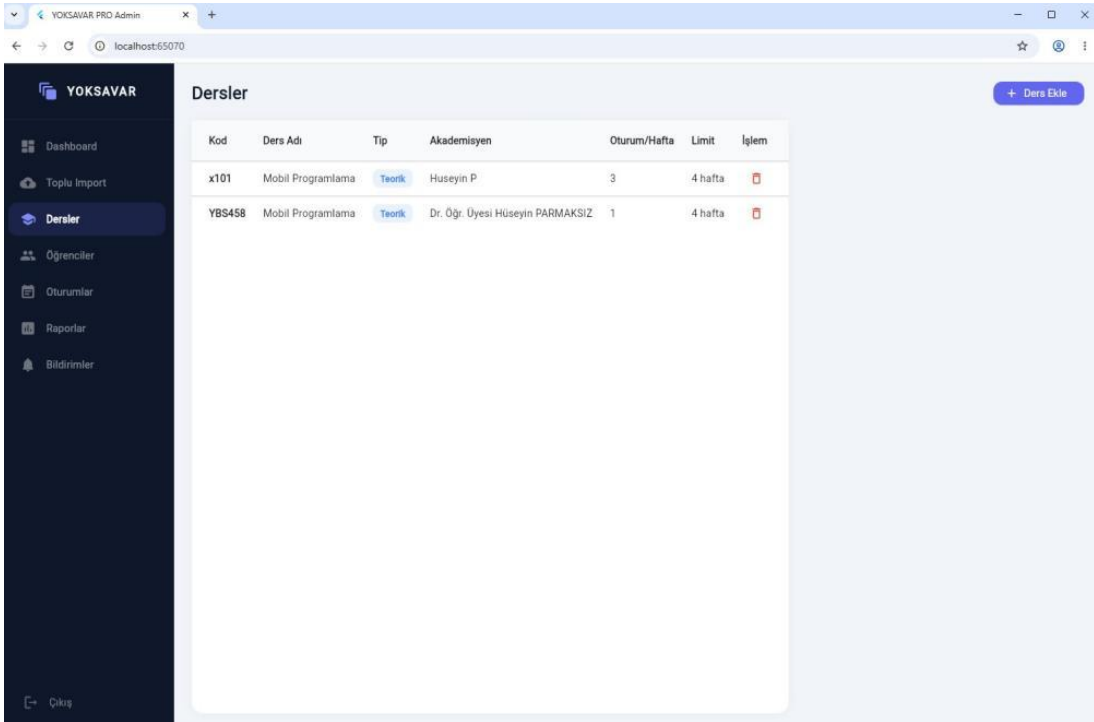 YOKSAVAR PRO Admin
localhost:65070
YOKSAVAR
Dashboard
Toplu Import
Dersler
Öğrenciler
Oturumlar
Raporlar
Bildirimler
Çıkış
Dersler
+ Ders Ekle
Kod Ders Adı Tip Akademisyen Oturum/Hafta Limit İşlem
x101 Mobil Programlama Teorik Huseyin P 3 4 hafta
YBS458 Mobil Programlama Teorik Dr. Öğr. Üyesi Hüseyin PARMAKSIZ 1 4 hafta